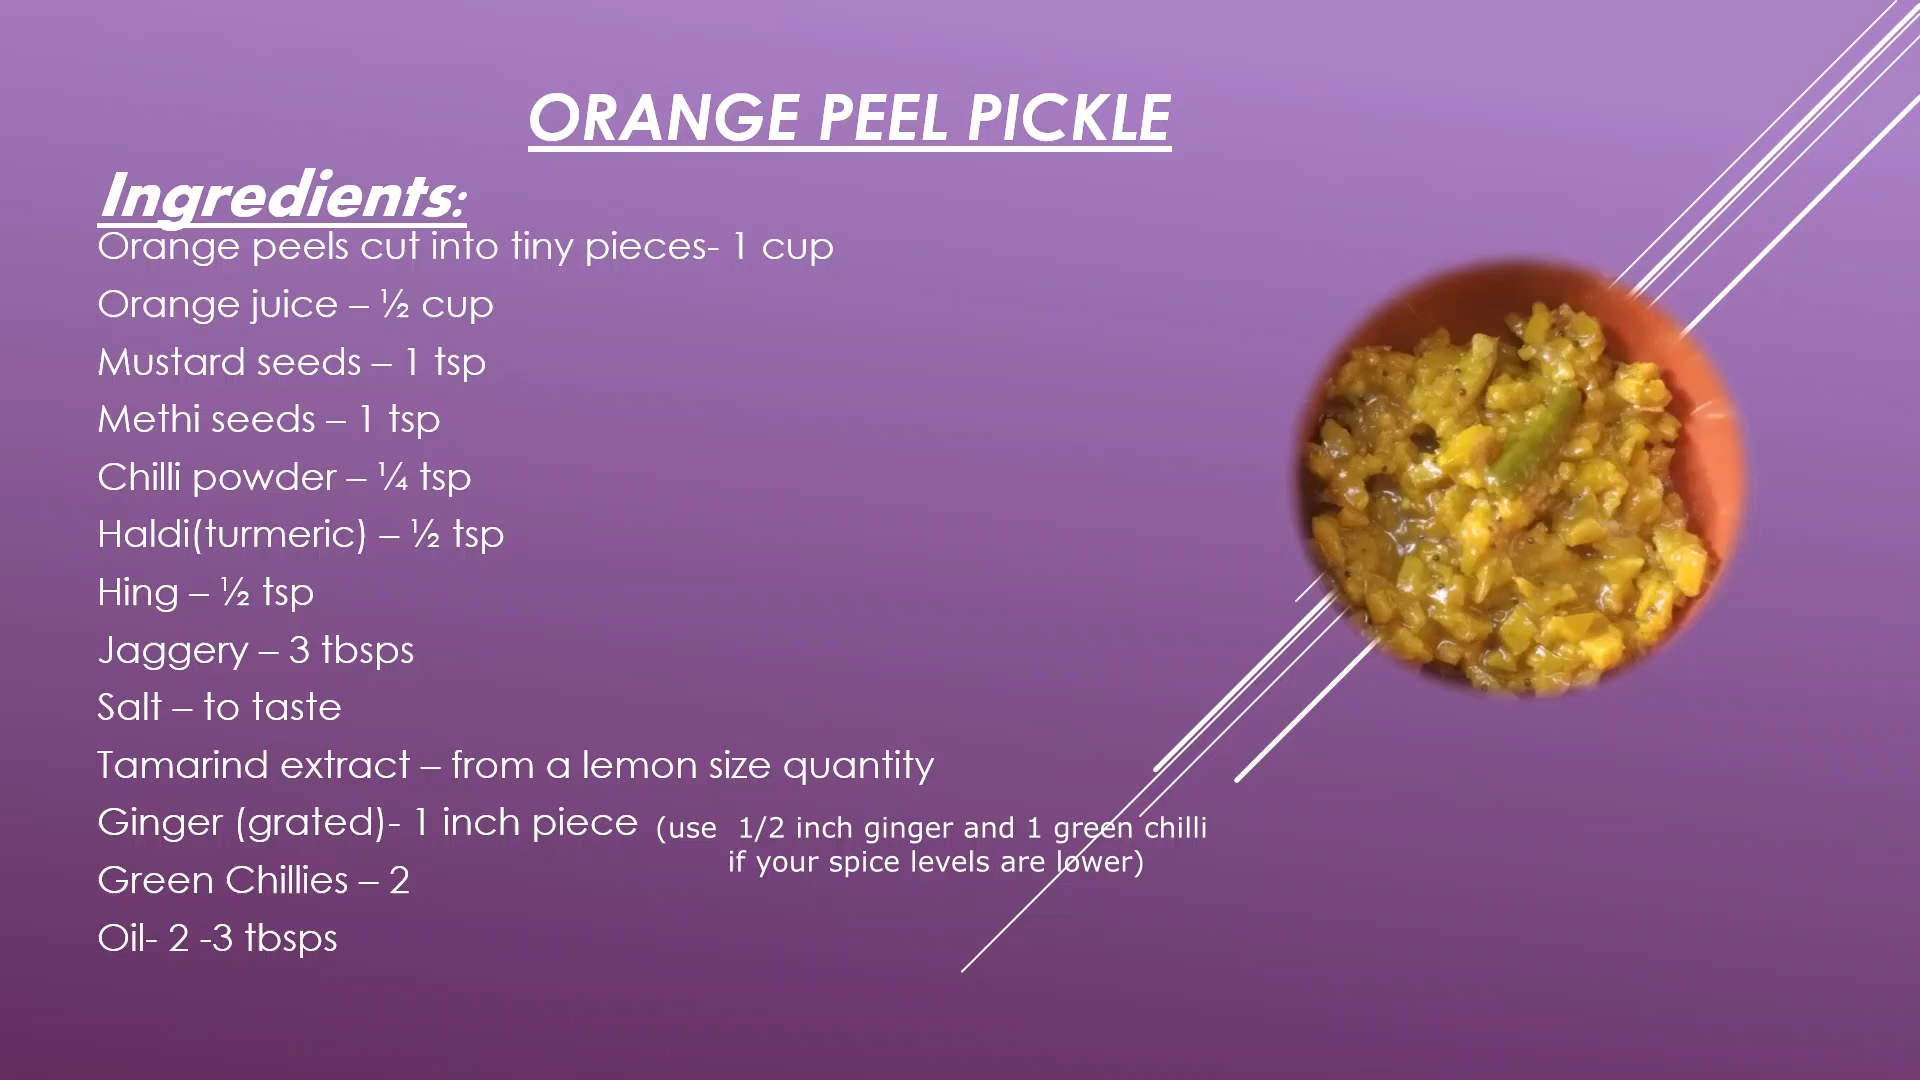 ORANGE PEEL PICKLE
Ingredients:
Orange peels cut into tiny pieces- 1 cup
Orange juice – ½ cup
Mustard seeds – 1 tsp
Methi seeds – 1 tsp
Chilli powder – ¼ tsp
Haldi(turmeric) – ½ tsp
Hing – ½ tsp
Jaggery – 3 tbsps
Salt – to taste
Tamarind extract – from a lemon size quantity
Ginger (grated)- 1 inch piece (use 1/2 inch ginger and 1 green chilli
if your spice levels are lower)
Green Chillies – 2
Oil- 2 -3 tbsps